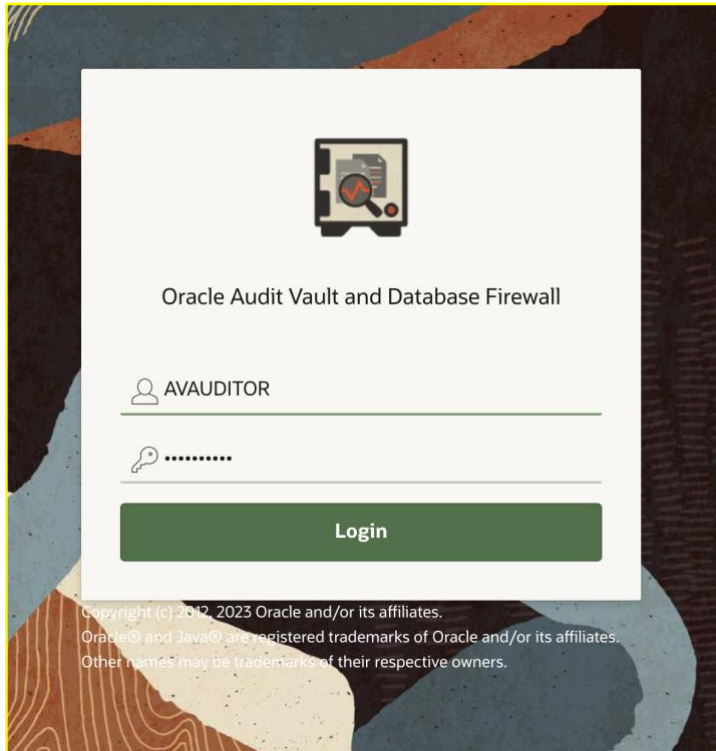 Oracle Audit Vault and Database Firewall
AVAUDITOR
••••••••••
Login
Copyright (c) 2012, 2023 Oracle and/or its affiliates.
Oracle® and Java® are registered trademarks of Oracle and/or its affiliates.
Other names may be trademarks of their respective owners.